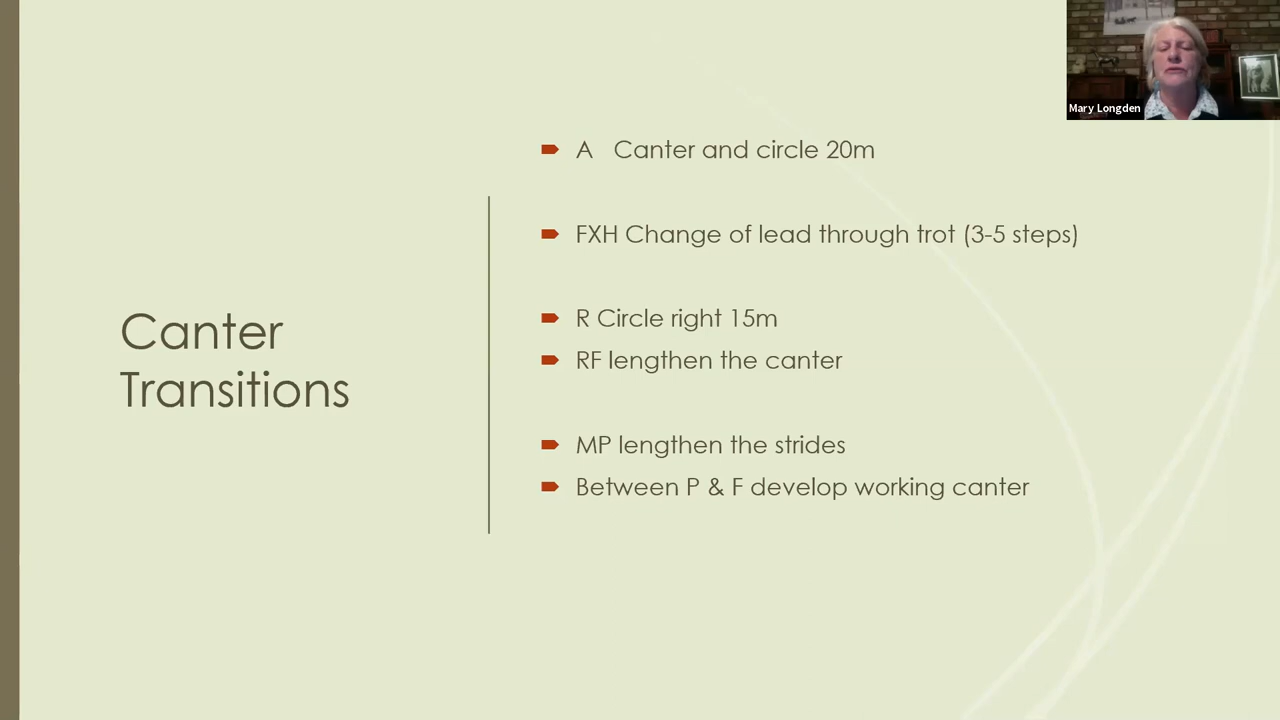 Mary Longden
A Canter and circle 20m
FXH Change of lead through trot (3-5 steps)
R Circle right 15m
RF lengthen the canter
MP lengthen the strides
Between P & F develop working canter
Canter
Transitions